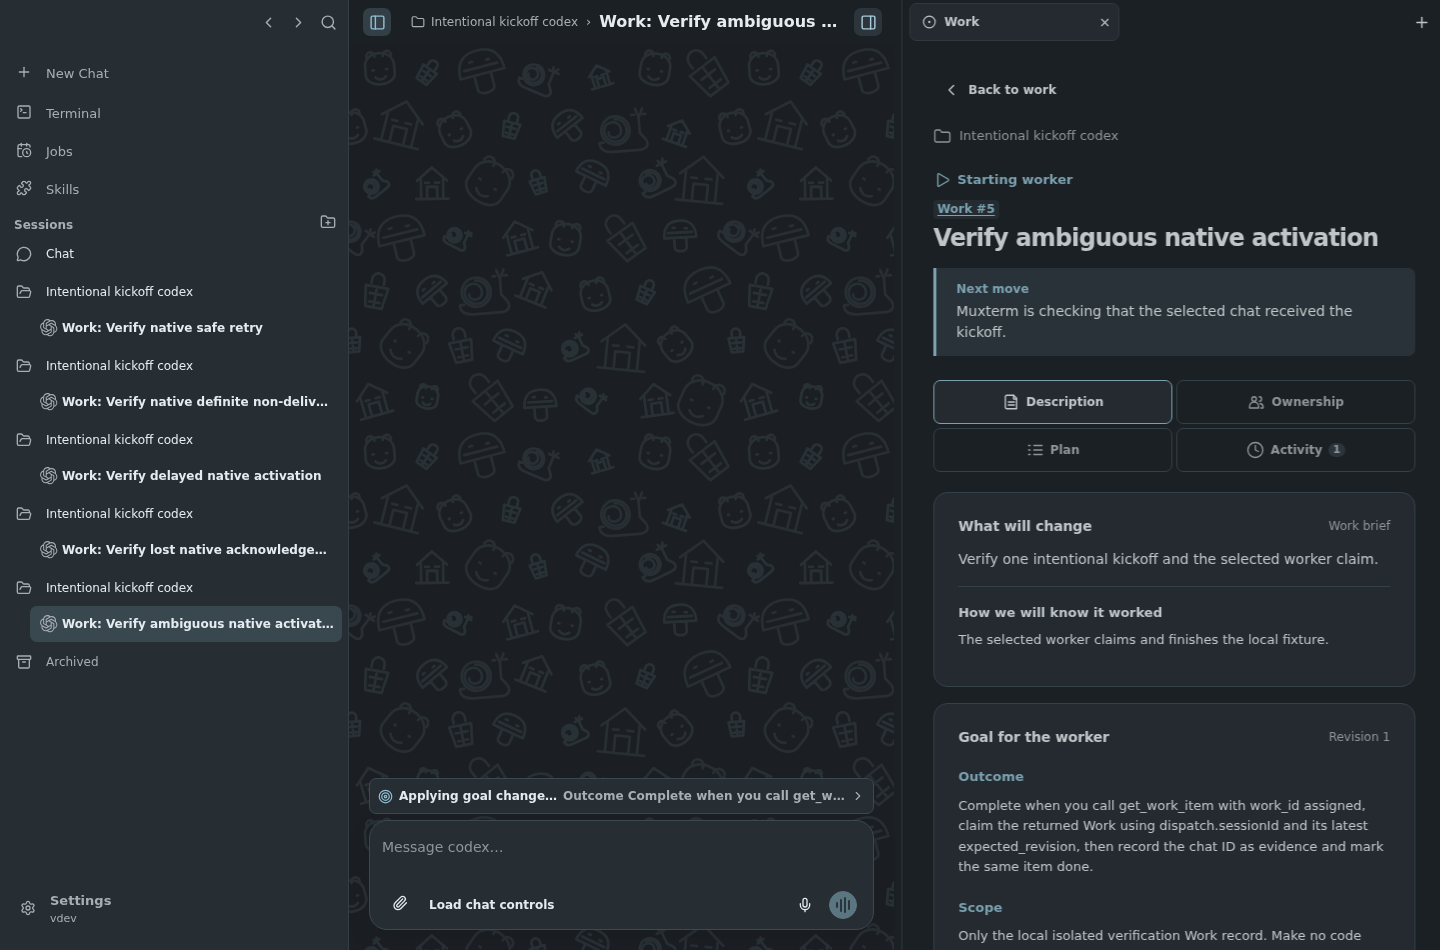 New Chat
Terminal
Jobs
Skills
Sessions
Chat
Intentional kickoff codex
Work: Verify native safe retry
Intentional kickoff codex
Work: Verify native definite non-deliv...
Intentional kickoff codex
Work: Verify delayed native activation
Intentional kickoff codex
Work: Verify lost native acknowledge...
Intentional kickoff codex
Work: Verify ambiguous native activat...
Archived
Settings
vdev
Intentional kickoff codex › Work: Verify ambiguous ...
Applying goal change... Outcome Complete when you call get_w...
Message codex...
Load chat controls
Work
Back to work
Intentional kickoff codex
Starting worker
Work #5
Verify ambiguous native activation
Next move
Muxterm is checking that the selected chat received the
kickoff.
Description
Ownership
Plan
Activity 1
What will change
Work brief
Verify one intentional kickoff and the selected worker claim.
How we will know it worked
The selected worker claims and finishes the local fixture.
Goal for the worker
Revision 1
Outcome
Complete when you call get_work_item with work_id assigned,
claim the returned Work using dispatch.sessionId and its latest
expected_revision, then record the chat ID as evidence and mark
the same item done.
Scope
Only the local isolated verification Work record. Make no code